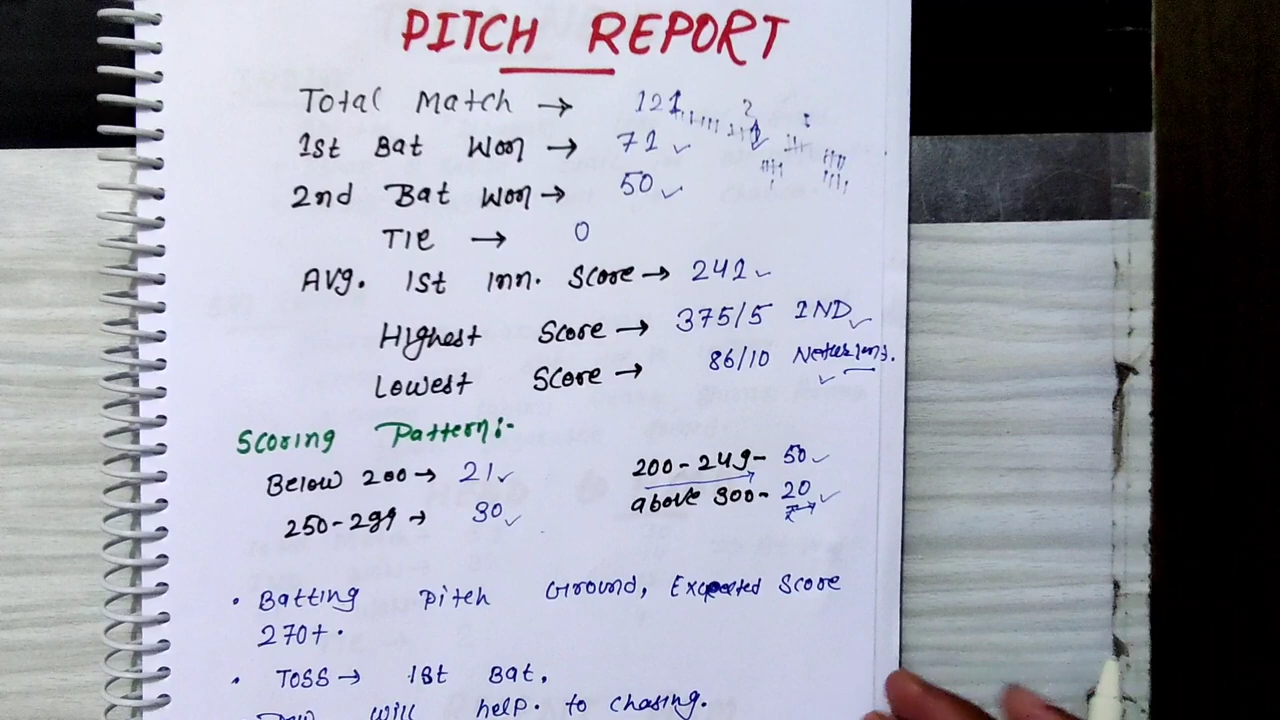 PITCH REPORT
Total Match → 121
1st Bat Won → 71
2nd Bat Won → 50
TIE → 0
Avg. 1st Inn. Score → 241
Highest Score → 375/5 IND
Lowest Score → 86/10
Scoring Pattern:-
Below 200 → 21 200-249- 50
250-299 → 30 above 300- 20
• Batting Pitch Ground, Expected Score
270+.
• TOSS → 1st Bat.
will help. to chasing.